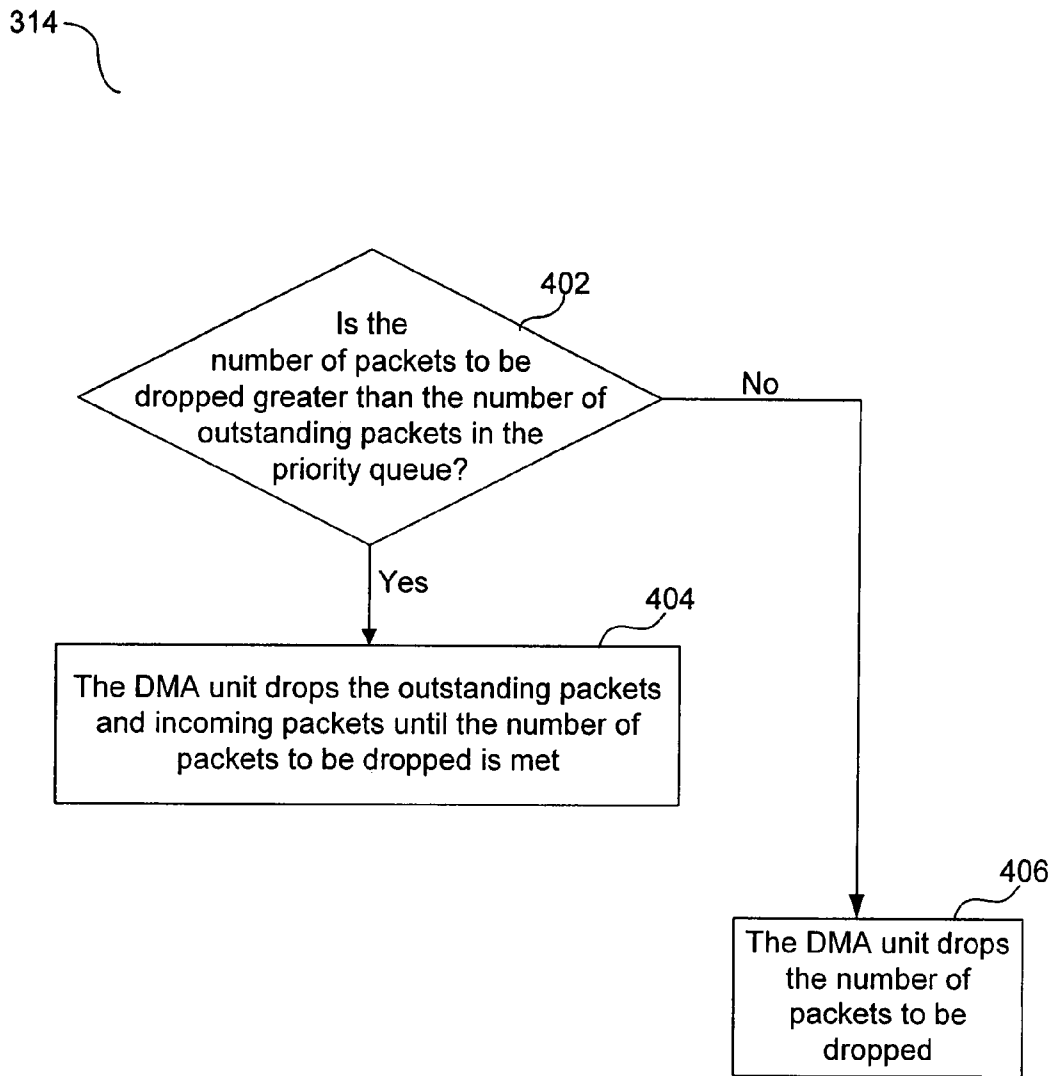 314
402
Is the
number of packets to be
dropped greater than the number of
outstanding packets in the
priority queue?
No
Yes
404
The DMA unit drops the outstanding packets
and incoming packets until the number of
packets to be dropped is met
406
The DMA unit drops
the number of
packets to be
dropped